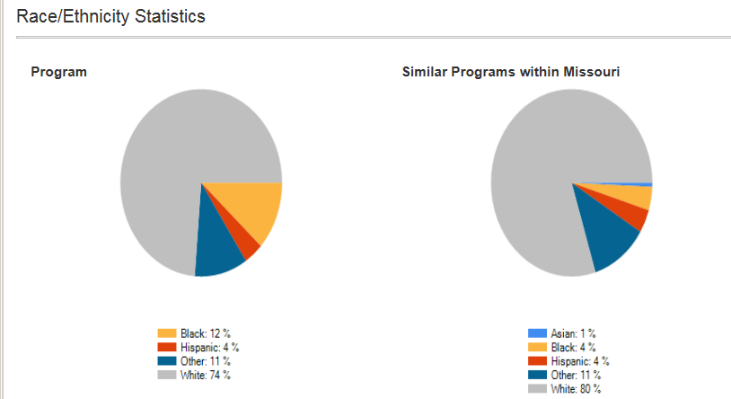 Race/Ethnicity Statistics
Program
Black: 12 %
Hispanic: 4 %
Other: 11 %
White: 74 %
Similar Programs within Missouri
Asian: 1 %
Black: 4 %
Hispanic: 4 %
Other: 11 %
White: 80 %